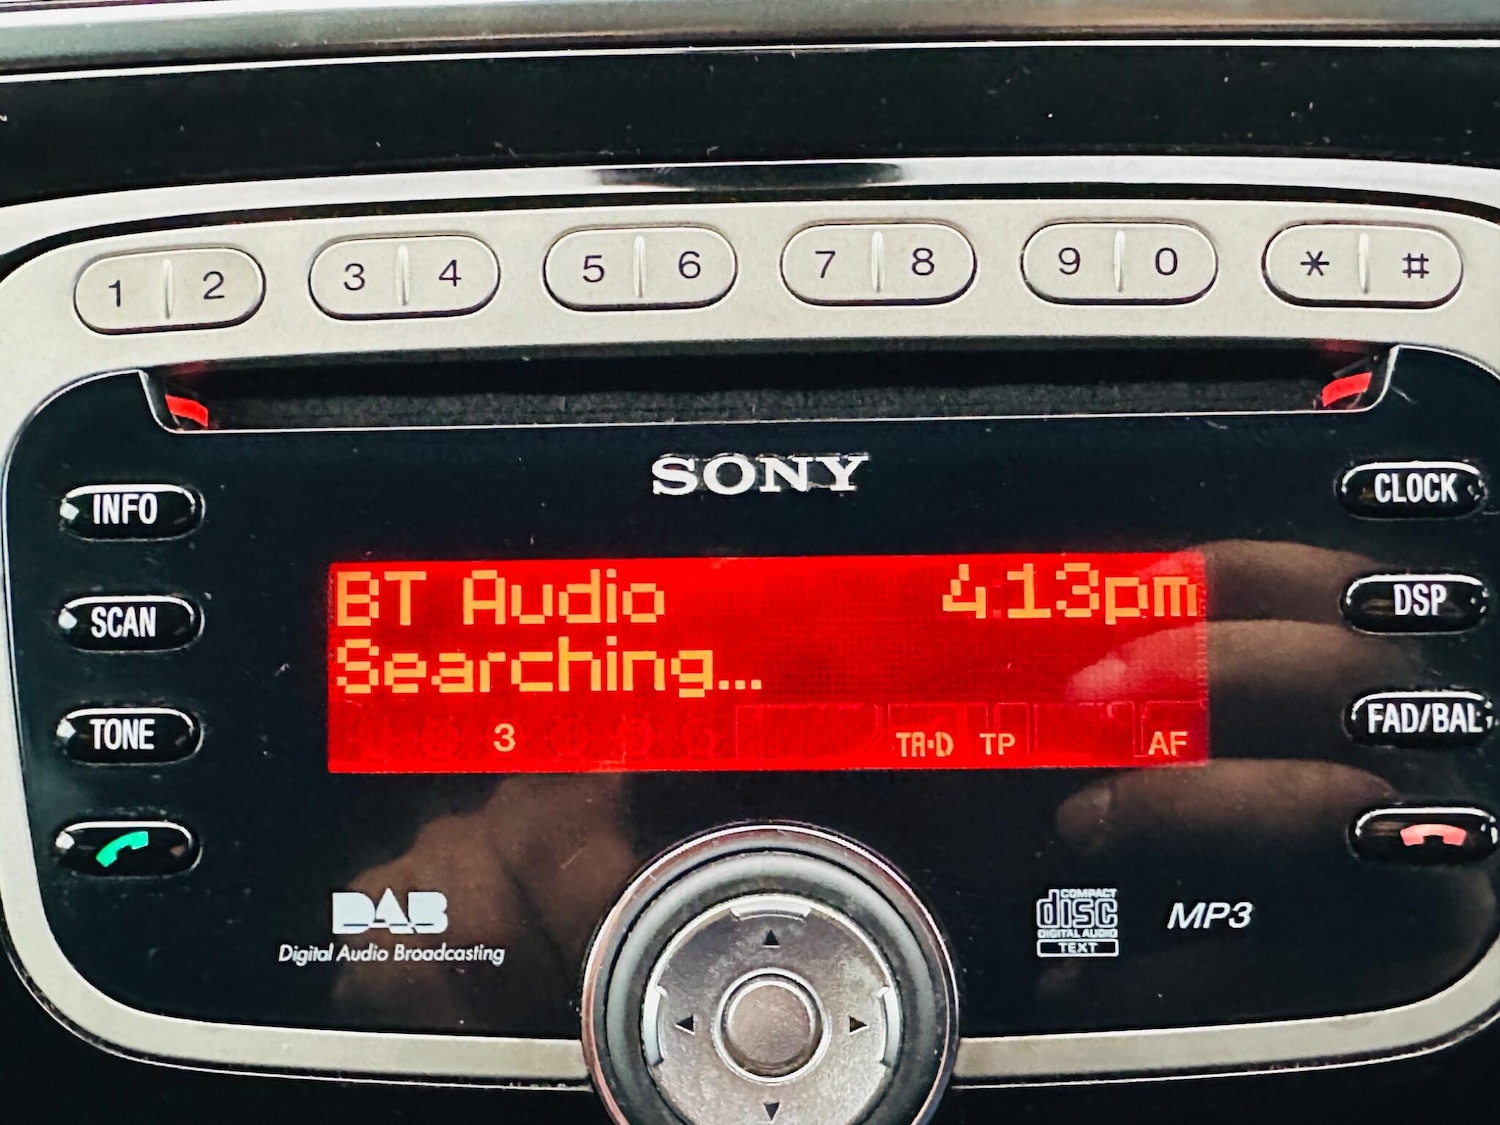 1 2 3 4 5 6 7 8 9 0 * #
SONY
INFO
CLOCK
SCAN
DSP
TONE
FAD/BAL
BT Audio 4:13pm
Searching...
3 TA·D TP AF
DAB
Digital Audio Broadcasting
COMPACT
disc
DIGITAL AUDIO
TEXT
MP3